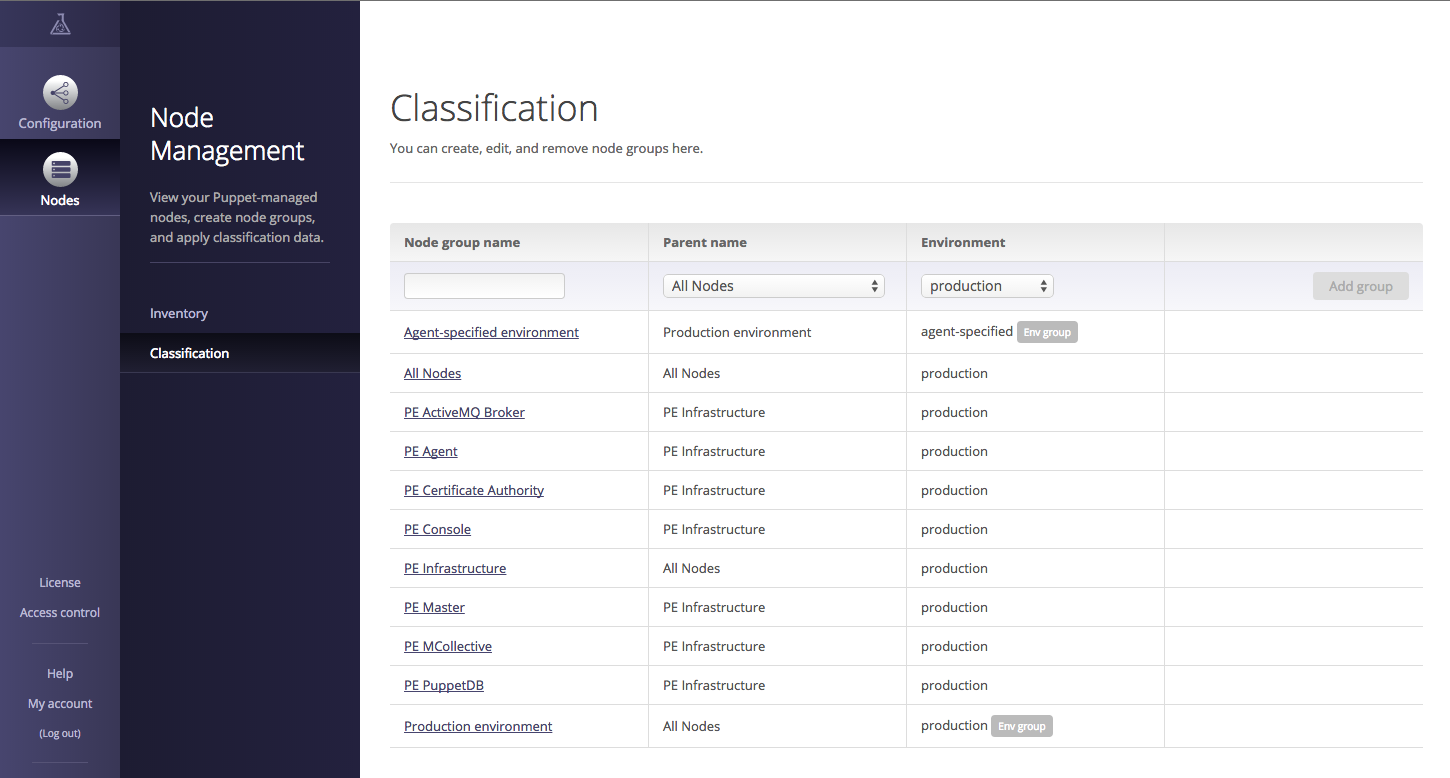 Configuration
Nodes
License
Access control
Help
My account
(Log out)
Node
Management
View your Puppet-managed
nodes, create node groups,
and apply classification data.
Inventory
Classification
Classification
You can create, edit, and remove node groups here.
Node group name Parent name Environment
All Nodes production Add group
Agent-specified environment Production environment agent-specified Env group
All Nodes All Nodes production
PE ActiveMQ Broker PE Infrastructure production
PE Agent PE Infrastructure production
PE Certificate Authority PE Infrastructure production
PE Console PE Infrastructure production
PE Infrastructure All Nodes production
PE Master PE Infrastructure production
PE MCollective PE Infrastructure production
PE PuppetDB PE Infrastructure production
Production environment All Nodes production Env group